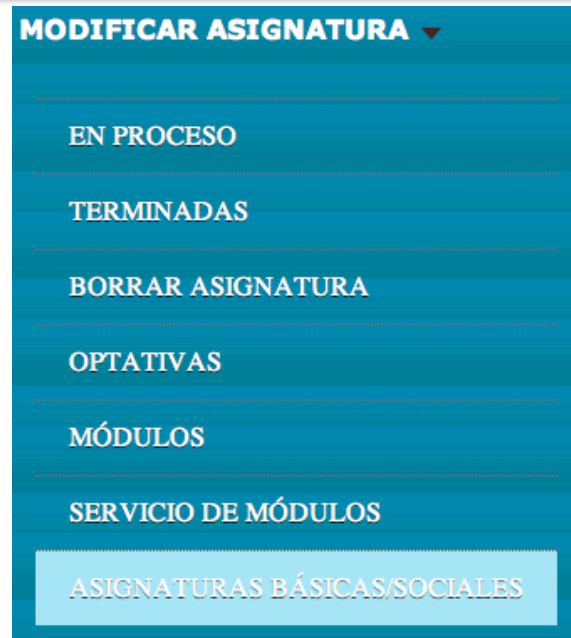 MODIFICAR ASIGNATURA
EN PROCESO
TERMINADAS
BORRAR ASIGNATURA
OPTATIVAS
MÓDULOS
SERVICIO DE MÓDULOS
ASIGNATURAS BÁSICAS/SOCIALES